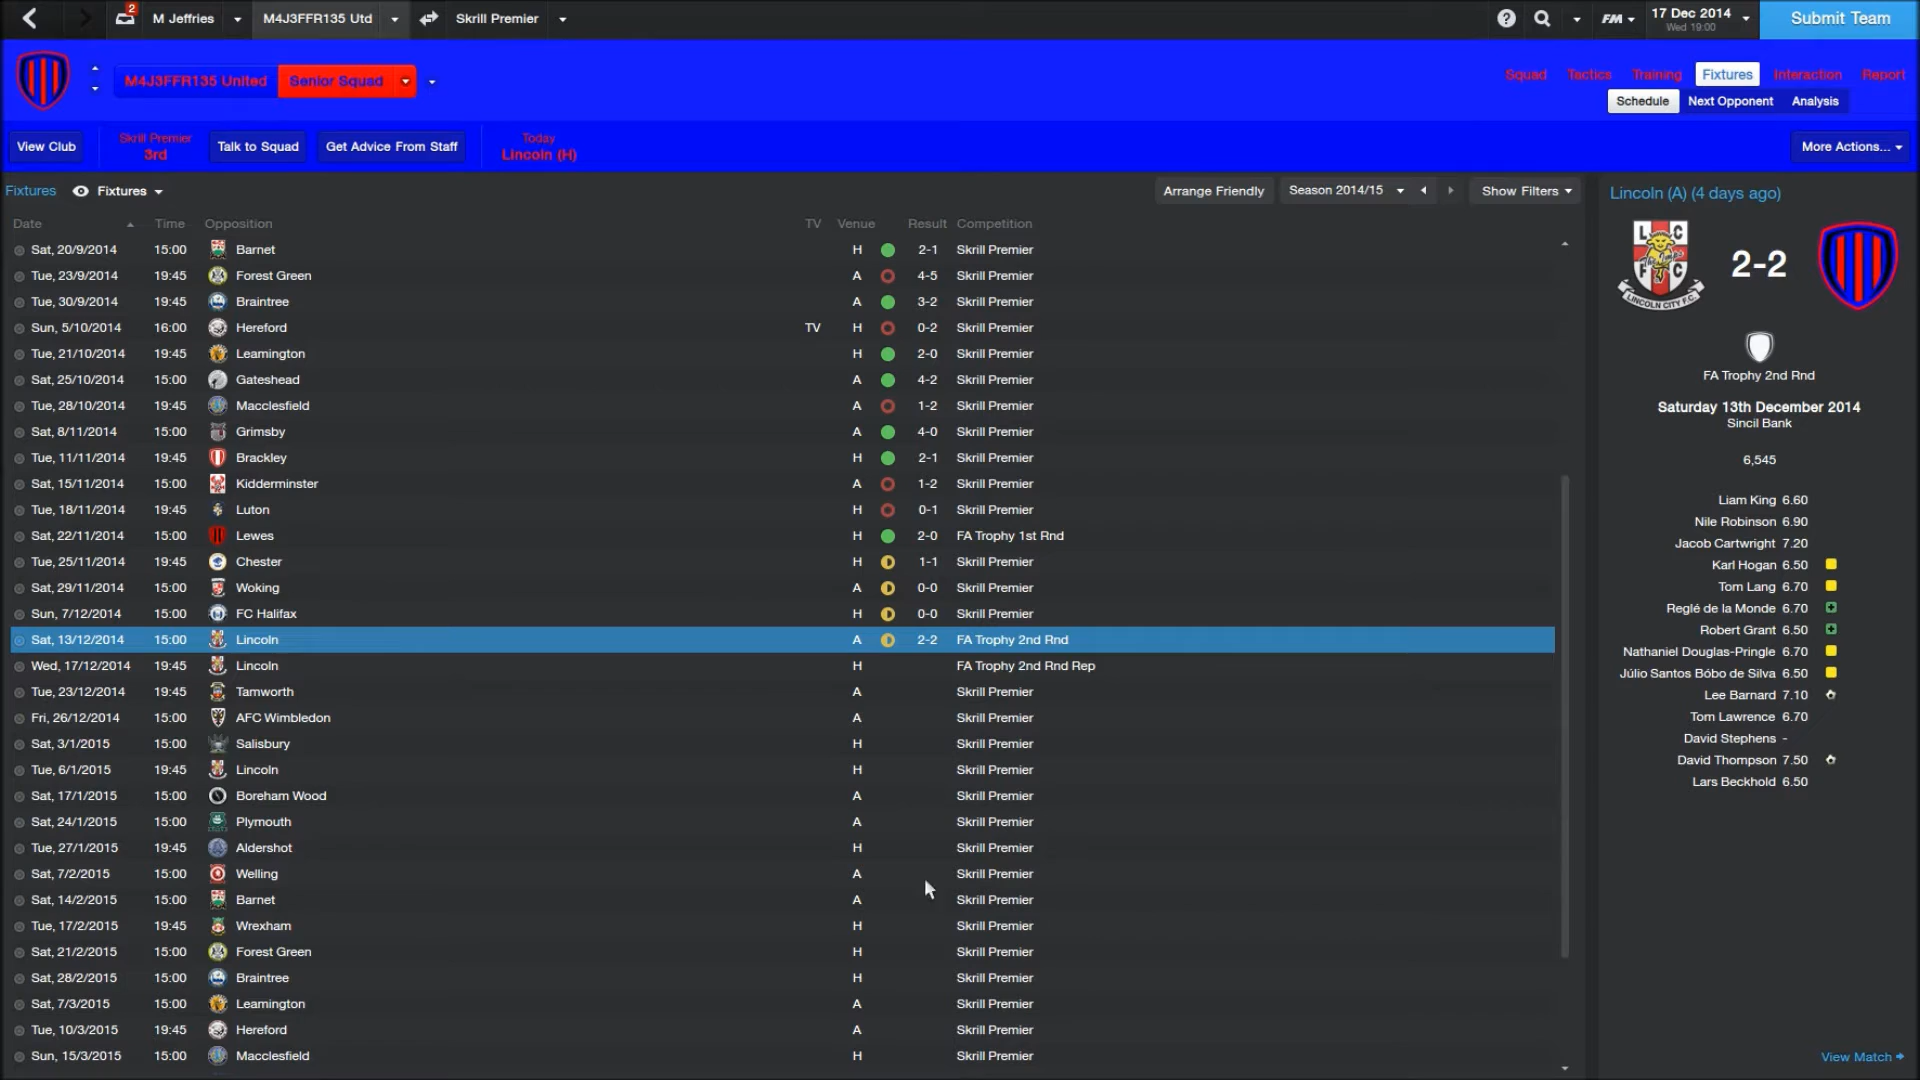 2
M Jeffries
M4J3FFR135 Utd
Skrill Premier
FM
17 Dec 2014
Wed 19:00
Submit Team
M4J3FFR135 United
Senior Squad
Squad Tactics Training Fixtures Interaction Report
Schedule Next Opponent Analysis
View Club
Skrill Premier
3rd
Talk to Squad
Get Advice From Staff
Today
Lincoln (H)
More Actions...
Fixtures Fixtures
Arrange Friendly Season 2014/15 Show Filters
Date Time Opposition TV Venue Result Competition
Sat, 20/9/2014 15:00 Barnet H 2-1 Skrill Premier
Tue, 23/9/2014 19:45 Forest Green A 4-5 Skrill Premier
Tue, 30/9/2014 19:45 Braintree A 3-2 Skrill Premier
Sun, 5/10/2014 16:00 Hereford TV H 0-2 Skrill Premier
Tue, 21/10/2014 19:45 Leamington H 2-0 Skrill Premier
Sat, 25/10/2014 15:00 Gateshead A 4-2 Skrill Premier
Tue, 28/10/2014 19:45 Macclesfield A 1-2 Skrill Premier
Sat, 8/11/2014 15:00 Grimsby A 4-0 Skrill Premier
Tue, 11/11/2014 19:45 Brackley H 2-1 Skrill Premier
Sat, 15/11/2014 15:00 Kidderminster A 1-2 Skrill Premier
Tue, 18/11/2014 19:45 Luton H 0-1 Skrill Premier
Sat, 22/11/2014 15:00 Lewes H 2-0 FA Trophy 1st Rnd
Tue, 25/11/2014 19:45 Chester H 1-1 Skrill Premier
Sat, 29/11/2014 15:00 Woking A 0-0 Skrill Premier
Sun, 7/12/2014 15:00 FC Halifax H 0-0 Skrill Premier
Sat, 13/12/2014 15:00 Lincoln A 2-2 FA Trophy 2nd Rnd
Wed, 17/12/2014 19:45 Lincoln H FA Trophy 2nd Rnd Rep
Tue, 23/12/2014 19:45 Tamworth A Skrill Premier
Fri, 26/12/2014 15:00 AFC Wimbledon A Skrill Premier
Sat, 3/1/2015 15:00 Salisbury H Skrill Premier
Tue, 6/1/2015 19:45 Lincoln H Skrill Premier
Sat, 17/1/2015 15:00 Boreham Wood A Skrill Premier
Sat, 24/1/2015 15:00 Plymouth A Skrill Premier
Tue, 27/1/2015 19:45 Aldershot H Skrill Premier
Sat, 7/2/2015 15:00 Welling A Skrill Premier
Sat, 14/2/2015 15:00 Barnet A Skrill Premier
Tue, 17/2/2015 19:45 Wrexham H Skrill Premier
Sat, 21/2/2015 15:00 Forest Green H Skrill Premier
Sat, 28/2/2015 15:00 Braintree H Skrill Premier
Sat, 7/3/2015 15:00 Leamington A Skrill Premier
Tue, 10/3/2015 19:45 Hereford A Skrill Premier
Sun, 15/3/2015 15:00 Macclesfield H Skrill Premier
Lincoln (A) (4 days ago)
L C
F C
LINCOLN CITY F.C.
2-2
FA Trophy 2nd Rnd
Saturday 13th December 2014
Sincil Bank
6,545
Liam King 6.60
Nile Robinson 6.90
Jacob Cartwright 7.20
Karl Hogan 6.50
Tom Lang 6.70
Reglé de la Monde 6.70
Robert Grant 6.50
Nathaniel Douglas-Pringle 6.70
Júlio Santos Bóbo de Silva 6.50
Lee Barnard 7.10
Tom Lawrence 6.70
David Stephens -
David Thompson 7.50
Lars Beckhold 6.50
View Match